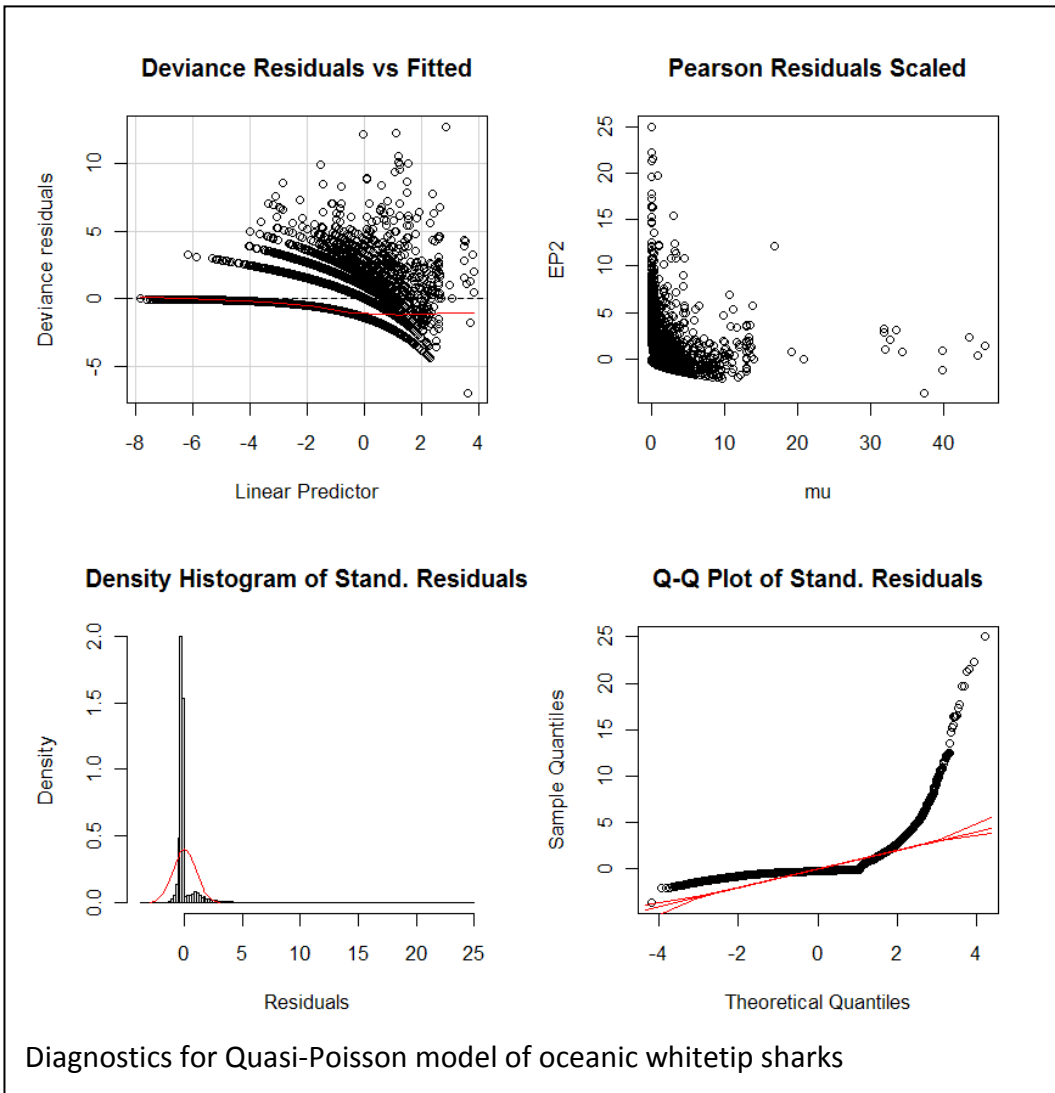 Deviance Residuals vs Fitted
Deviance residuals
10
5
0
-5
-8 -6 -4 -2 0 2 4
Linear Predictor
Pearson Residuals Scaled
EP2
25
20
15
10
5
0
0 10 20 30 40
mu
Density Histogram of Stand. Residuals
Density
2.0
1.5
1.0
0.5
0.0
0 5 10 15 20 25
Residuals
Q-Q Plot of Stand. Residuals
Sample Quantiles
25
20
15
10
5
0
-4 -2 0 2 4
Theoretical Quantiles
Diagnostics for Quasi-Poisson model of oceanic whitetip sharks